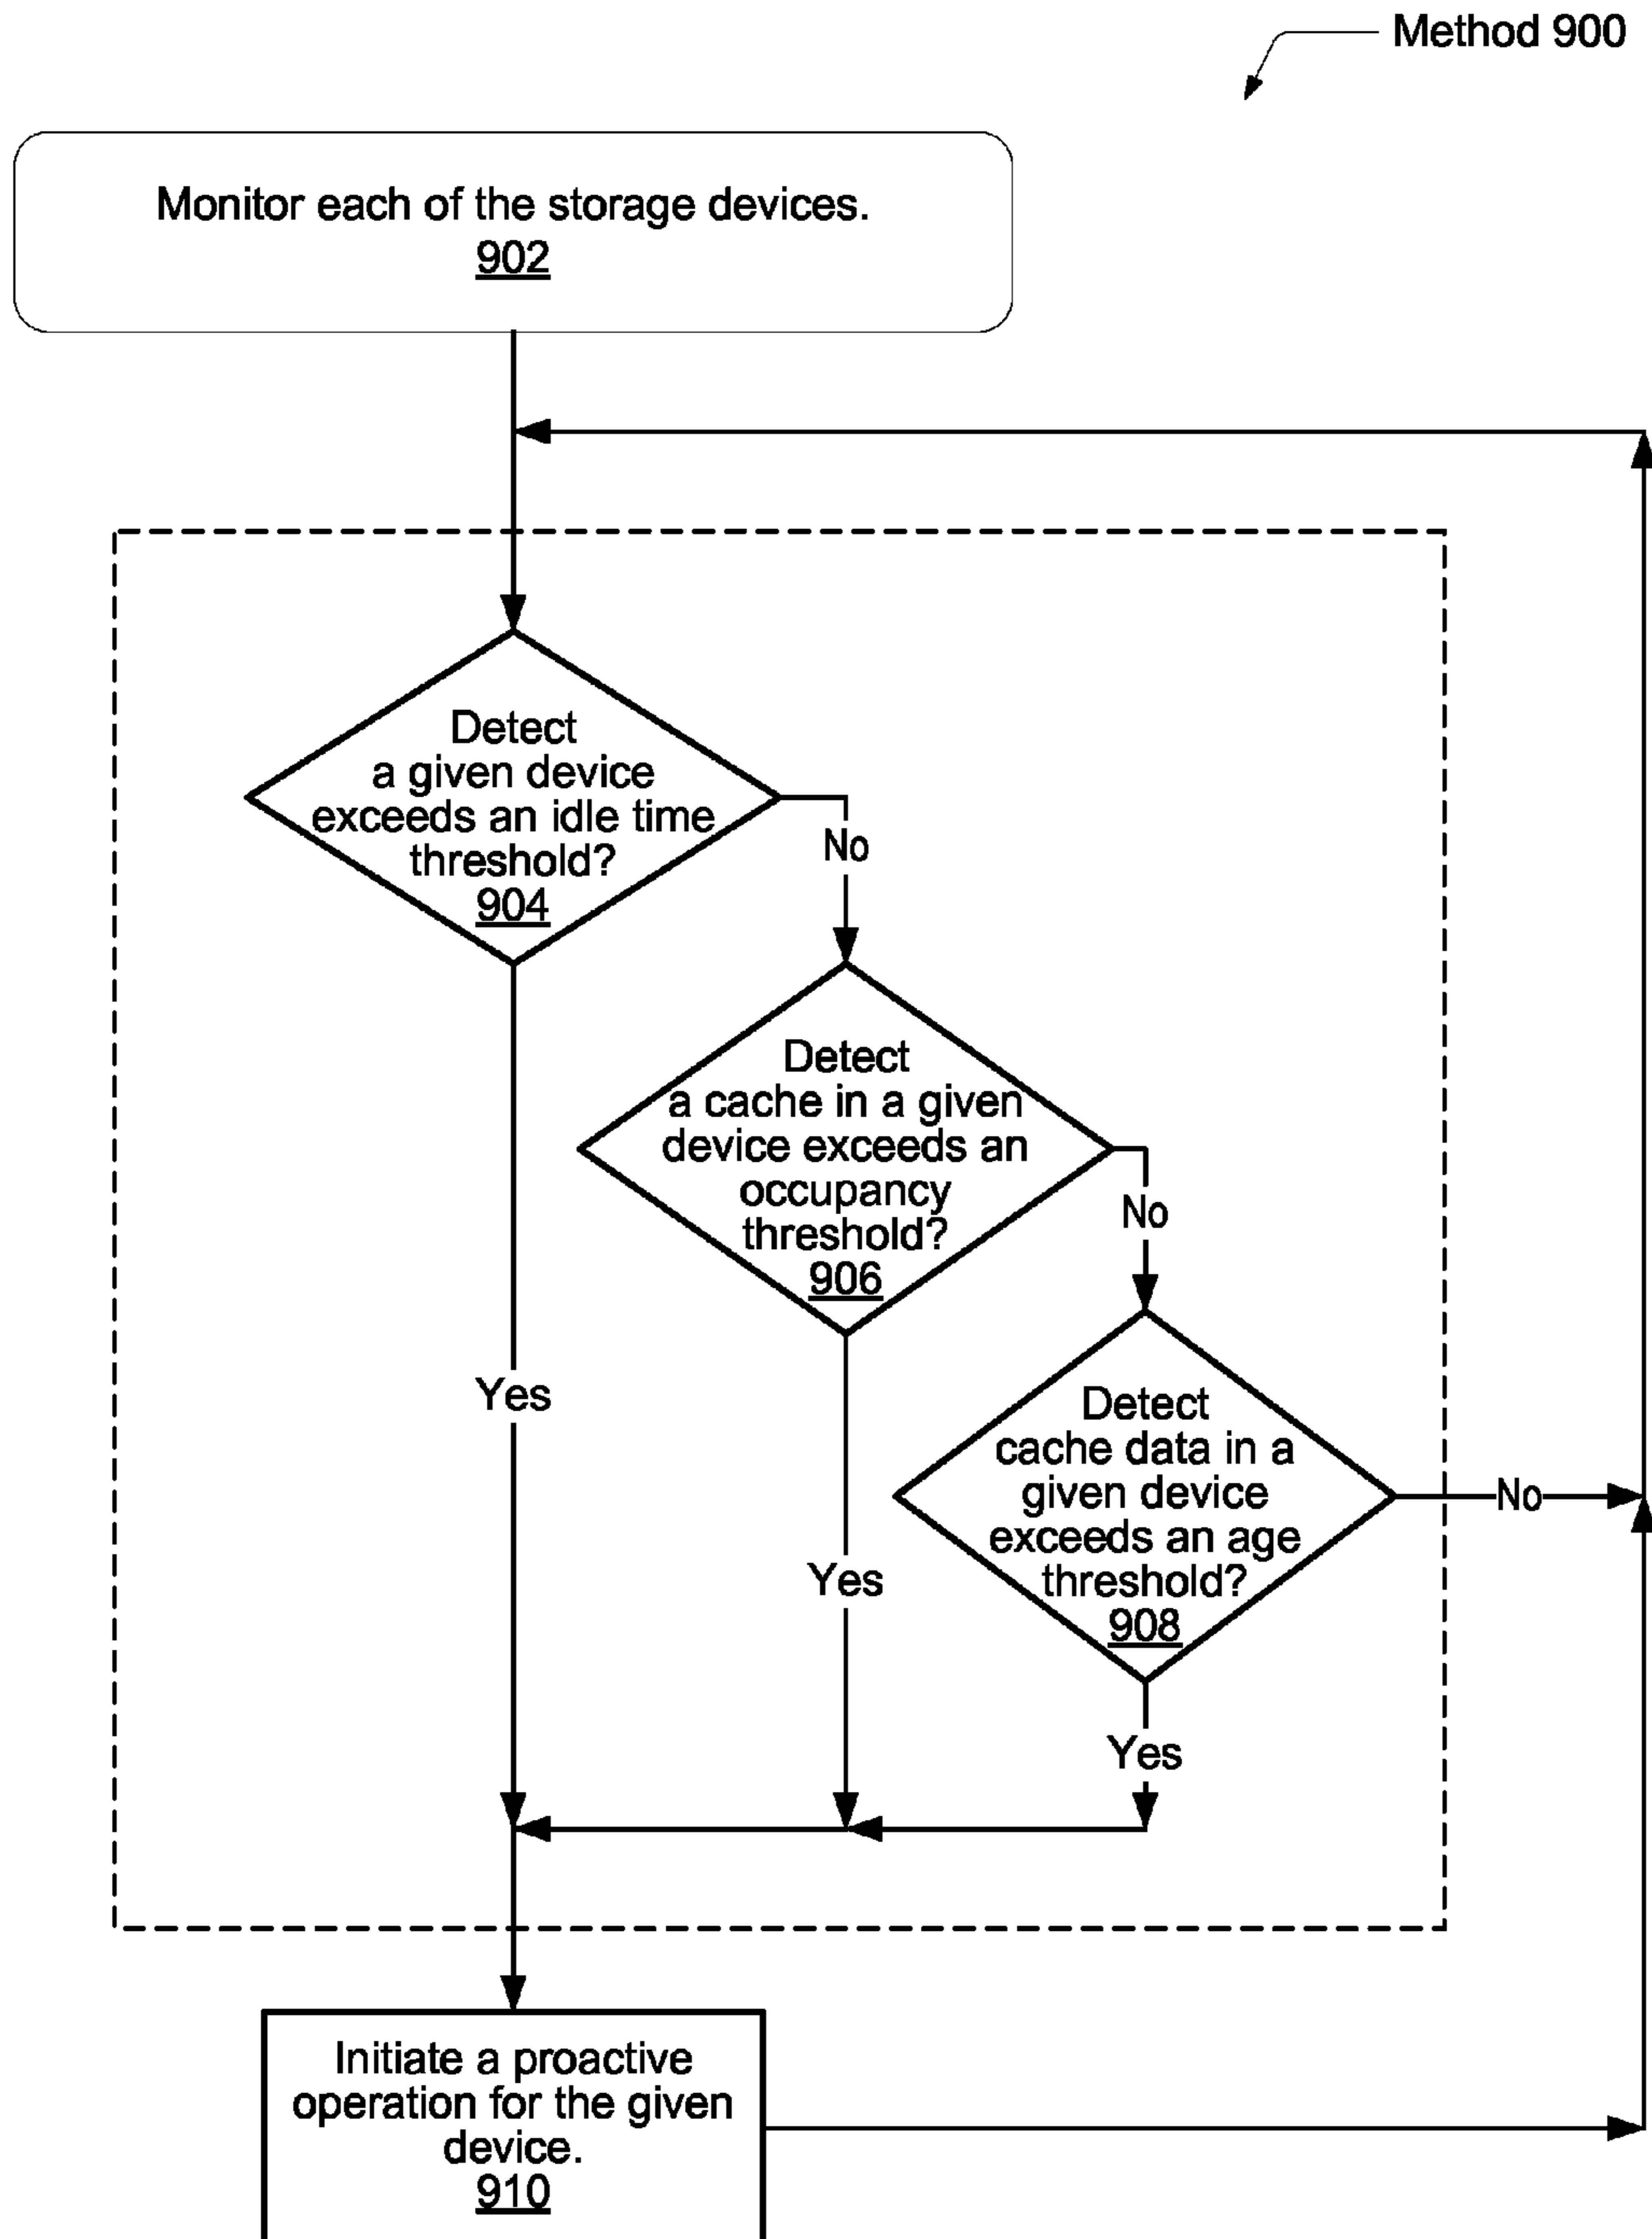 Method 900
Monitor each of the storage devices.
902
Detect
a given device
exceeds an idle time
threshold?
904
No
Detect
a cache in a given
device exceeds an
occupancy
threshold?
906
No
Yes
Detect
cache data in a
given device
exceeds an age
threshold?
908
No
Yes
Yes
Initiate a proactive
operation for the given
device.
910